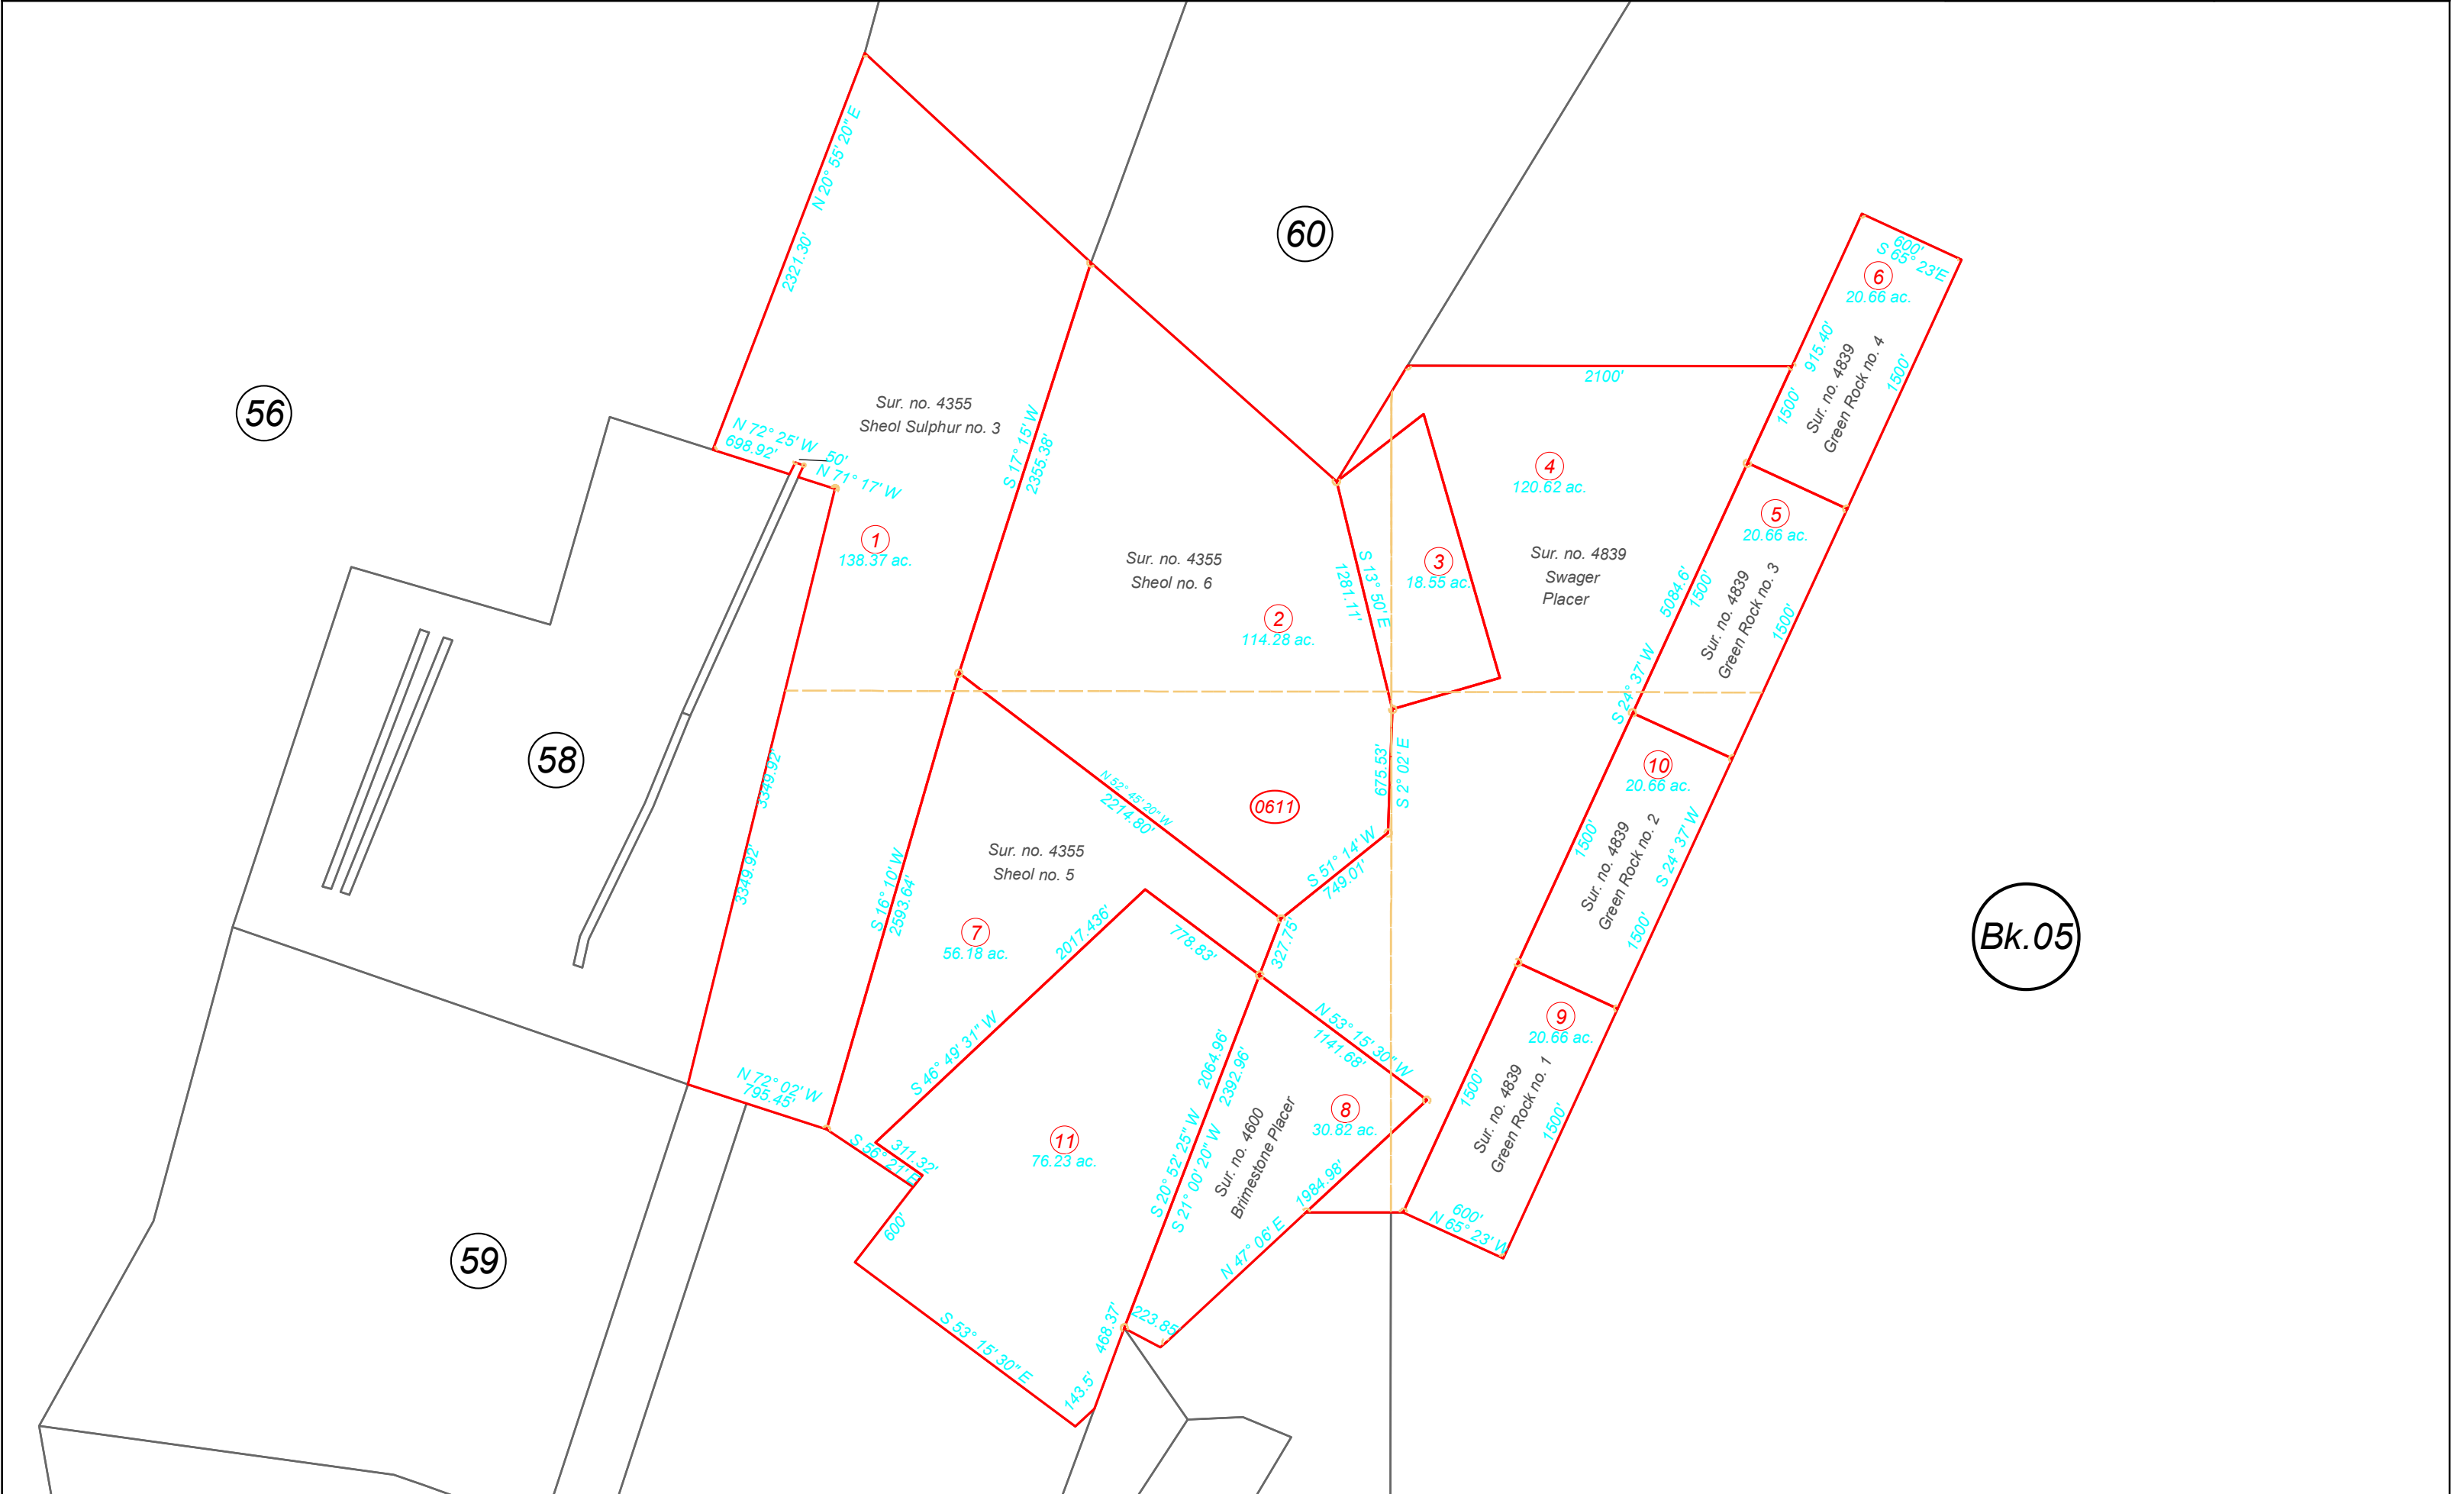 N 20° 55' 20" E
2321.30'
60
600'
S 65° 23'E
6
20.66 ac.
915.40'
Sur. no. 4839
Green Rock no. 4
1500'
1500'
2100'
56
Sur. no. 4355
Sheol Sulphur no. 3
N 72° 25' W
698.92'
50'
N 71° 17' W
S 17° 15' W
2355.38'
4
120.62 ac.
5
20.66 ac.
1
138.37 ac.
Sur. no. 4355
Sheol no. 6
S 13° 50' E
1281.11'
3
18.55 ac.
Sur. no. 4839
Swager
Placer
5084.6'
1500'
Sur. no. 4839
Green Rock no. 3
1500'
2
114.28 ac.
S 24° 37' W
58
3349.92'
3349.92'
N 52° 45' 20" W
2214.80'
0611
675.53'
S 2° 02' E
10
20.66 ac.
Sur. no. 4839
Green Rock no. 2
1500'
S 24° 37' W
1500'
Sur. no. 4355
Sheol no. 5
S 16° 10' W
2593.64'
S 51° 14' W
749.07'
7
56.18 ac.
2017.436'
778.83'
327.75'
Bk.05
S 46° 49' 31" W
N 53° 15' 30" W
1141.68'
9
20.66 ac.
Sur. no. 4839
Green Rock no. 1
1500'
1500'
N 72° 02' W
795.45'
2064.96'
2392.96'
S 20° 52' 25" W
S 21° 00' 20" W
Sur. no. 4600
Brimestone Placer
8
30.82 ac.
S 56° 21' E
311.32'
11
76.23 ac.
1984.98'
N 47° 06' E
600'
N 65° 23' W
59
600'
S 53° 15' 30" E
143.5'
468.37'
223.85'